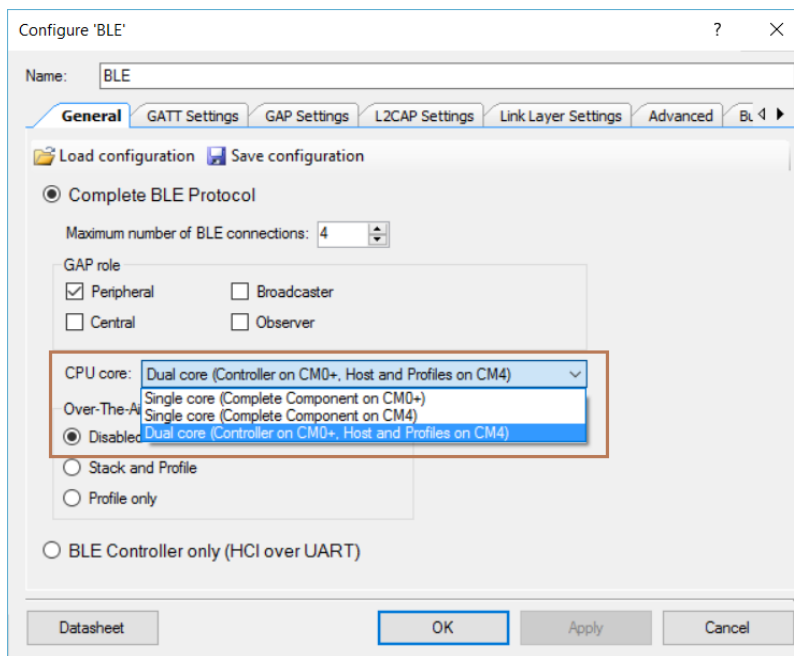 Configure 'BLE'
?
Name: BLE
General GATT Settings GAP Settings L2CAP Settings Link Layer Settings Advanced
Load configuration Save configuration
Complete BLE Protocol
Maximum number of BLE connections: 4
GAP role
Peripheral Broadcaster
Central Observer
CPU core: Dual core (Controller on CM0+, Host and Profiles on CM4)
Single core (Complete Component on CM0+)
Over-The-Ai Single core (Complete Component on CM4)
Disabled Dual core (Controller on CM0+, Host and Profiles on CM4)
Stack and Profile
Profile only
BLE Controller only (HCI over UART)
Datasheet OK Apply Cancel